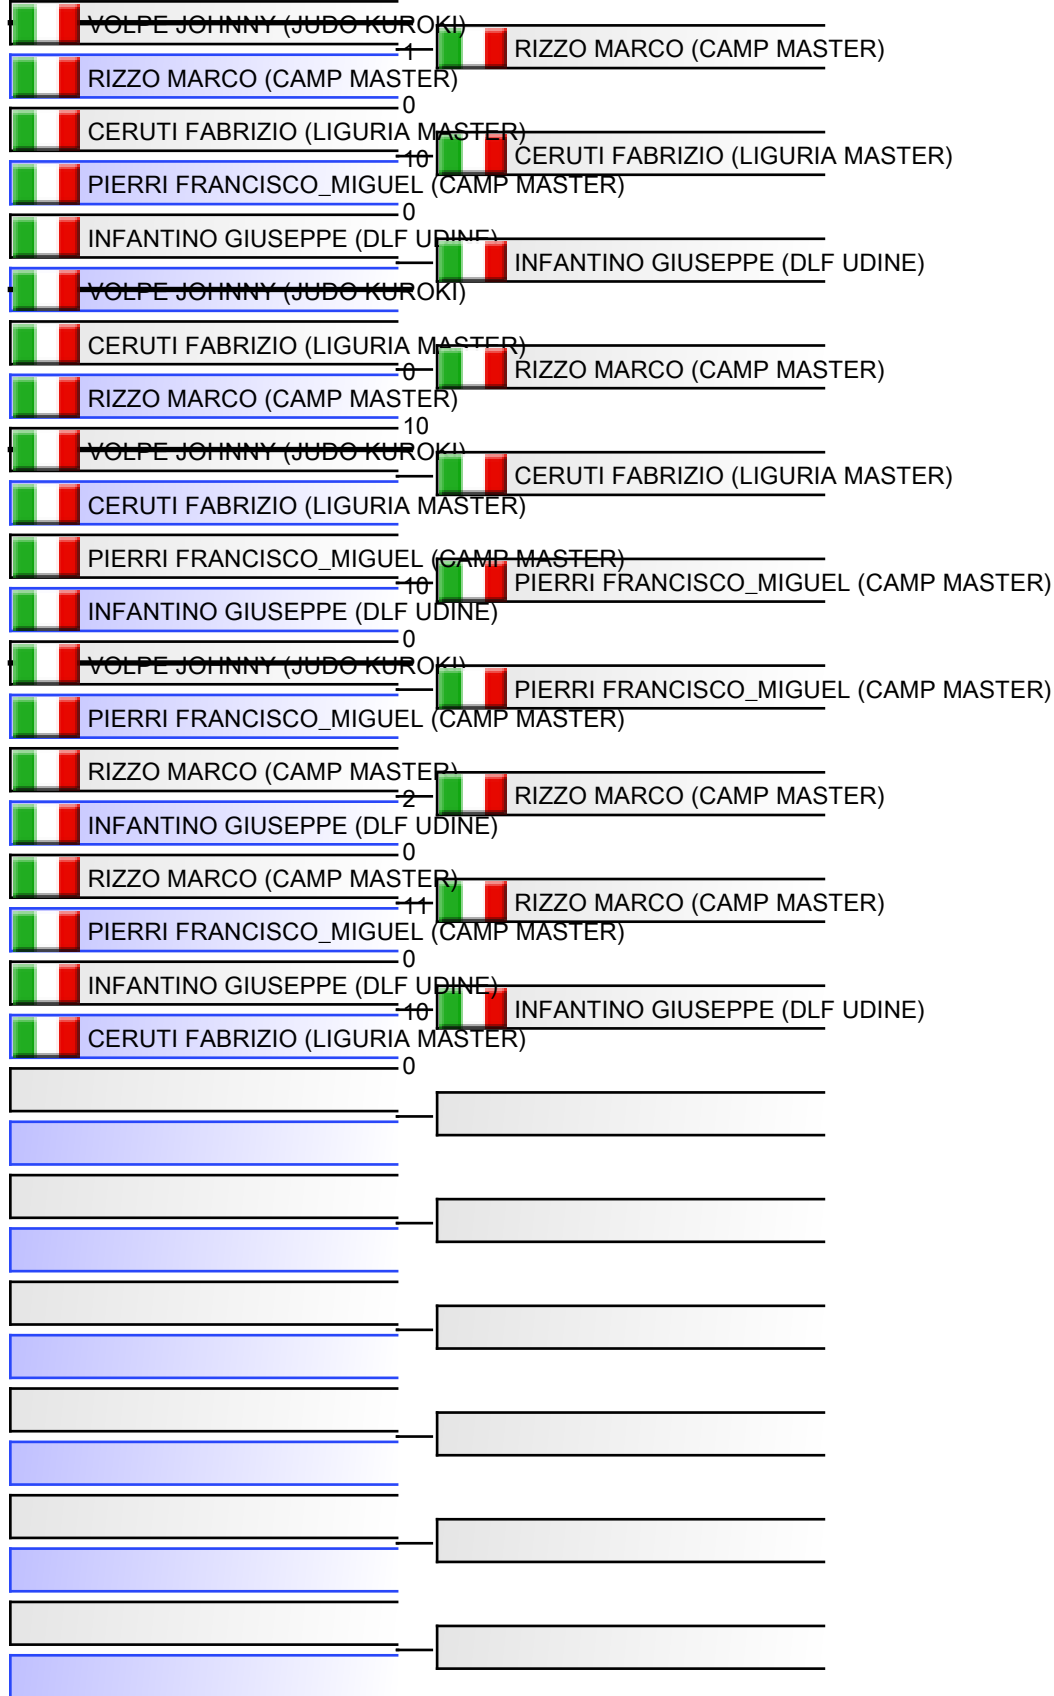 VOLPE JOHNNY (JUDO KUROKI)
1
RIZZO MARCO (CAMP MASTER)
RIZZO MARCO (CAMP MASTER)
0
CERUTI FABRIZIO (LIGURIA MASTER)
10
CERUTI FABRIZIO (LIGURIA MASTER)
PIERRI FRANCISCO_MIGUEL (CAMP MASTER)
0
INFANTINO GIUSEPPE (DLF UDINE)
INFANTINO GIUSEPPE (DLF UDINE)
VOLPE JOHNNY (JUDO KUROKI)
CERUTI FABRIZIO (LIGURIA MASTER)
0
RIZZO MARCO (CAMP MASTER)
RIZZO MARCO (CAMP MASTER)
10
VOLPE JOHNNY (JUDO KUROKI)
CERUTI FABRIZIO (LIGURIA MASTER)
CERUTI FABRIZIO (LIGURIA MASTER)
PIERRI FRANCISCO_MIGUEL (CAMP MASTER)
10
PIERRI FRANCISCO_MIGUEL (CAMP MASTER)
INFANTINO GIUSEPPE (DLF UDINE)
0
VOLPE JOHNNY (JUDO KUROKI)
PIERRI FRANCISCO_MIGUEL (CAMP MASTER)
PIERRI FRANCISCO_MIGUEL (CAMP MASTER)
RIZZO MARCO (CAMP MASTER)
2
RIZZO MARCO (CAMP MASTER)
INFANTINO GIUSEPPE (DLF UDINE)
0
RIZZO MARCO (CAMP MASTER)
11
RIZZO MARCO (CAMP MASTER)
PIERRI FRANCISCO_MIGUEL (CAMP MASTER)
0
INFANTINO GIUSEPPE (DLF UDINE)
10
INFANTINO GIUSEPPE (DLF UDINE)
CERUTI FABRIZIO (LIGURIA MASTER)
0